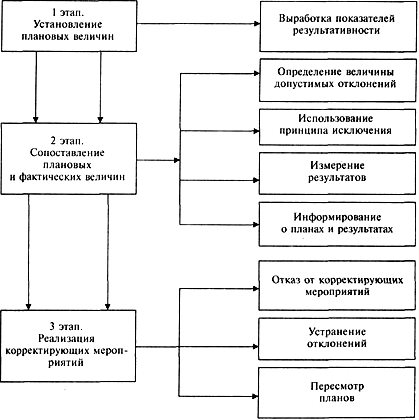 1 этап.
Установление
плановых величин
Выработка показателей
результативности
Определение величины
допустимых отклонений
2 этап.
Сопоставление
плановых
и фактических величин
Использование
принципа исключения
Измерение
результатов
Информирование
о планах и результатах
3 этап.
Реализация
корректирующих меропр-
иятий
Отказ от корректирующих
мероприятий
Устранение
отклонений
Пересмотр
планов